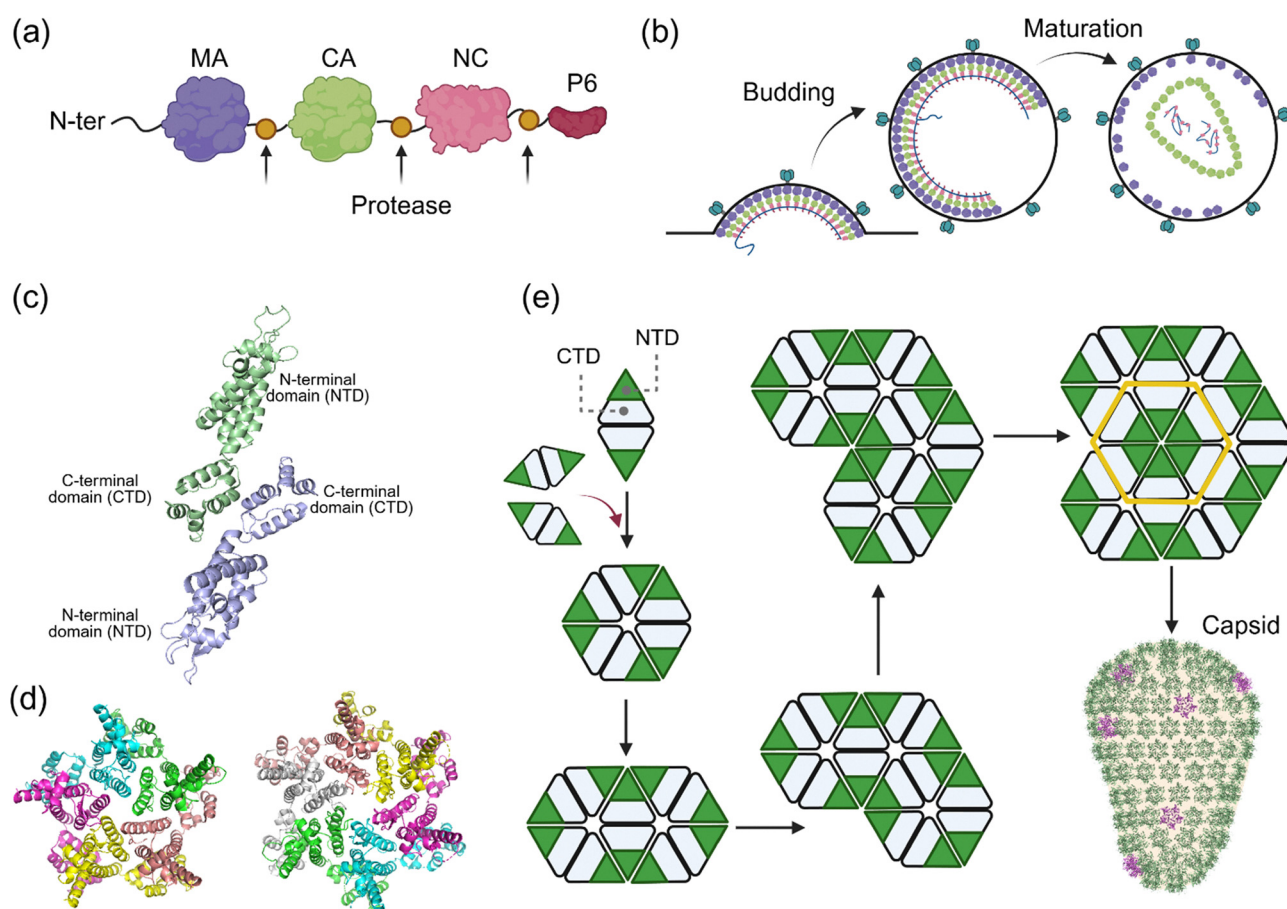 (a)
MA
CA
NC
P6
N-ter
Protease
(b)
Budding
Maturation
(c)
N-terminal
domain (NTD)
C-terminal
domain (CTD)
C-terminal
domain (CTD)
N-terminal
domain (NTD)
(d)
(e)
CTD
NTD
Capsid